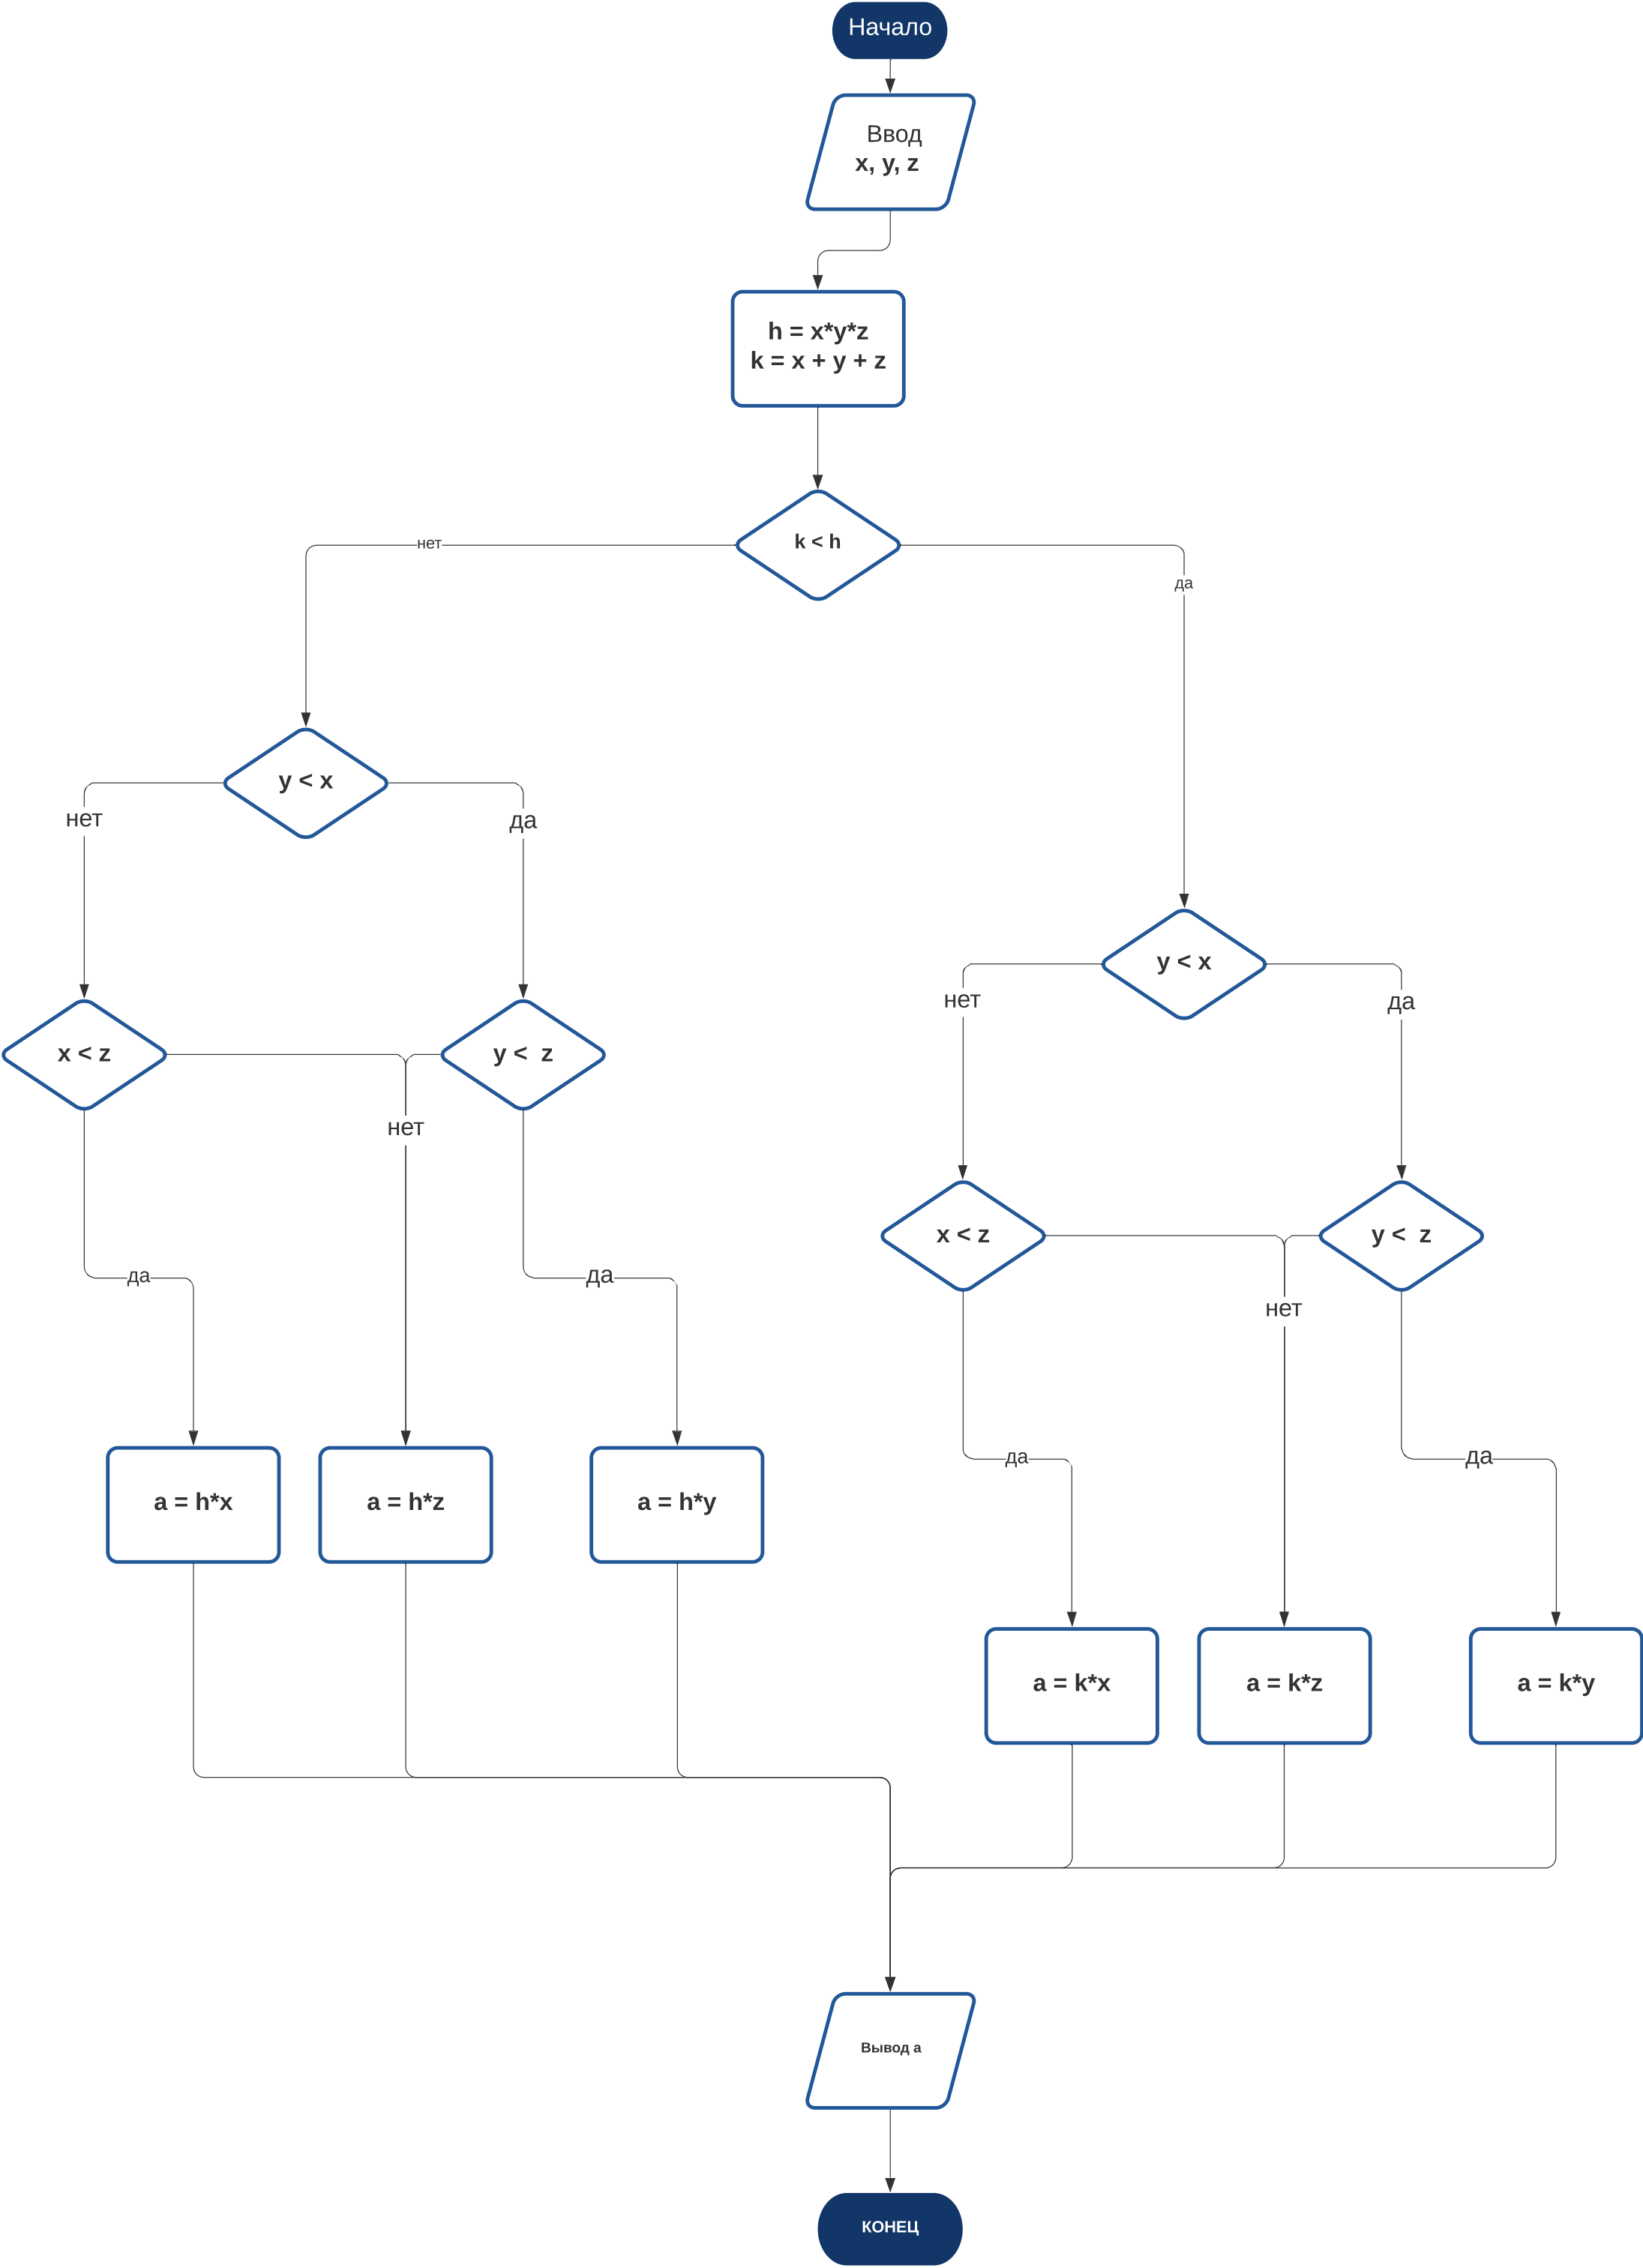 Начало
Ввод
x, y, z
h = x*y*z
k = x + y + z
k < h
нет
да
y < x
нет
да
y < x
нет
да
x < z
y < z
нет
x < z
y < z
нет
да
да
да
да
a = h*x
a = h*z
a = h*y
a = k*x
a = k*z
a = k*y
Вывод a
КОНЕЦ